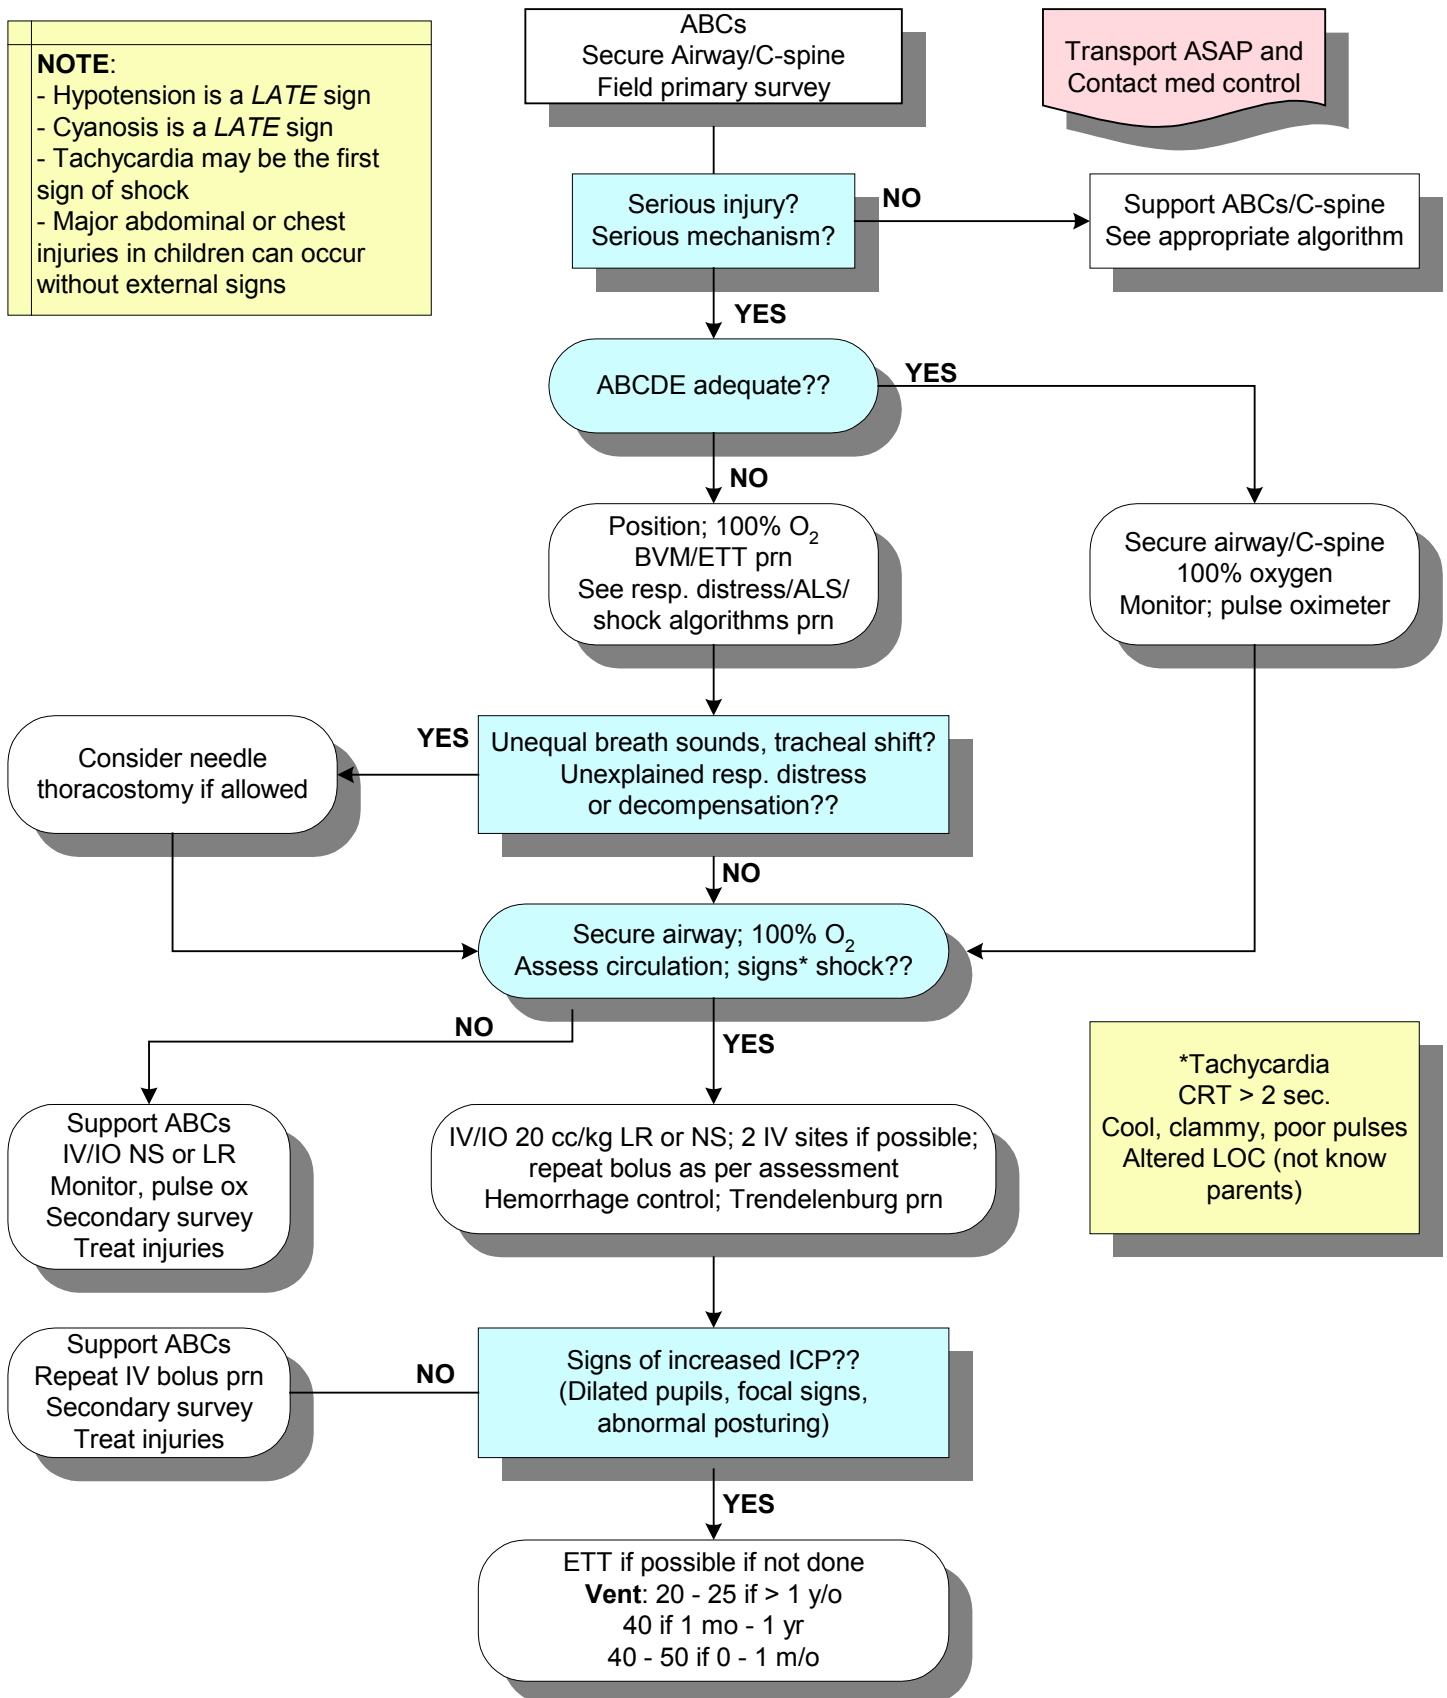 NOTE:
- Hypotension is a LATE sign
- Cyanosis is a LATE sign
- Tachycardia may be the first
sign of shock
- Major abdominal or chest
injuries in children can occur
without external signs
ABCs
Secure Airway/C-spine
Field primary survey
Transport ASAP and
Contact med control
Serious injury?
Serious mechanism?
NO
Support ABCs/C-spine
See appropriate algorithm
YES
ABCDE adequate??
YES
NO
Position; 100% O2
BVM/ETT prn
See resp. distress/ALS/
shock algorithms prn
Secure airway/C-spine
100% oxygen
Monitor; pulse oximeter
Unequal breath sounds, tracheal shift?
Unexplained resp. distress
or decompensation??
YES
Consider needle
thoracostomy if allowed
NO
Secure airway; 100% O2
Assess circulation; signs* shock??
NO
YES
Support ABCs
IV/IO NS or LR
Monitor, pulse ox
Secondary survey
Treat injuries
IV/IO 20 cc/kg LR or NS; 2 IV sites if possible;
repeat bolus as per assessment
Hemorrhage control; Trendelenburg prn
*Tachycardia
CRT > 2 sec.
Cool, clammy, poor pulses
Altered LOC (not know
parents)
Signs of increased ICP??
(Dilated pupils, focal signs,
abnormal posturing)
NO
Support ABCs
Repeat IV bolus prn
Secondary survey
Treat injuries
YES
ETT if possible if not done
Vent: 20 - 25 if > 1 y/o
40 if 1 mo - 1 yr
40 - 50 if 0 - 1 m/o